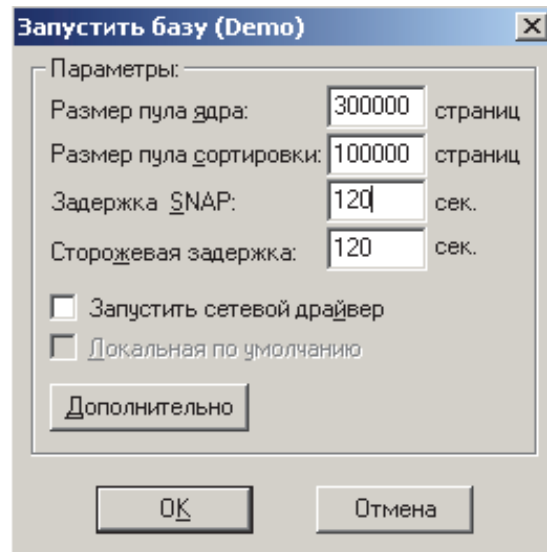 Запустить базу (Demo)
Параметры:
Размер пула ядра: 300000 страниц
Размер пула сортировки: 100000 страниц
Задержка SNAP: 120 сек.
Сторожевая задержка: 120 сек.
Запустить сетевой драйвер
Локальная по умолчанию
Дополнительно
OK Отмена